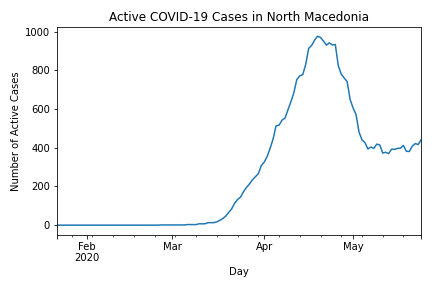 Active COVID-19 Cases in North Macedonia
1000
800
600
400
200
0
Number of Active Cases
Feb
2020
Mar
Apr
May
Day